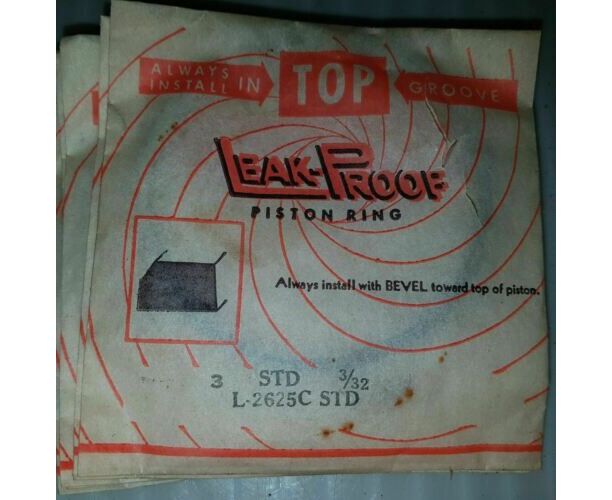 ALWAYS INSTALL IN TOP GROOVE
LEAK-PROOF
PISTON RING
Always install with BEVEL toward top of piston.
3 STD 3/32
L-2625C STD